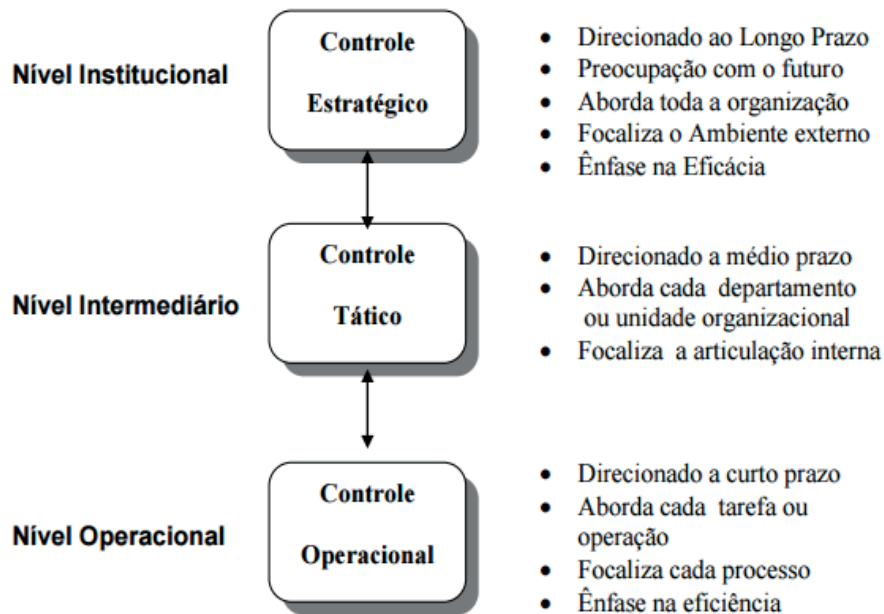 Nível Institucional
Controle
Estratégico
• Direcionado ao Longo Prazo
• Preocupação com o futuro
• Aborda toda a organização
• Focaliza o Ambiente externo
• Ênfase na Eficácia
Nível Intermediário
Controle
Tático
• Direcionado a médio prazo
• Aborda cada departamento
ou unidade organizacional
• Focaliza a articulação interna
Nível Operacional
Controle
Operacional
• Direcionado a curto prazo
• Aborda cada tarefa ou
operação
• Focaliza cada processo
• Ênfase na eficiência